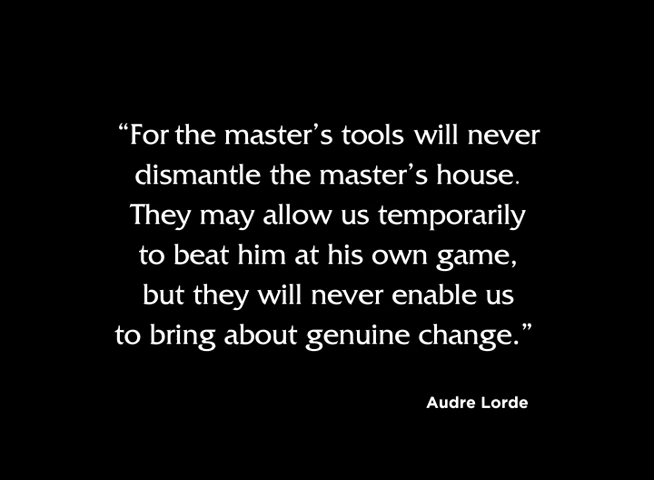 “For the master’s tools will never
dismantle the master’s house.
They may allow us temporarily
to beat him at his own game,
but they will never enable us
to bring about genuine change.”
Audre Lorde